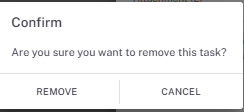 Confirm
Are you sure you want to remove this task?
REMOVE CANCEL